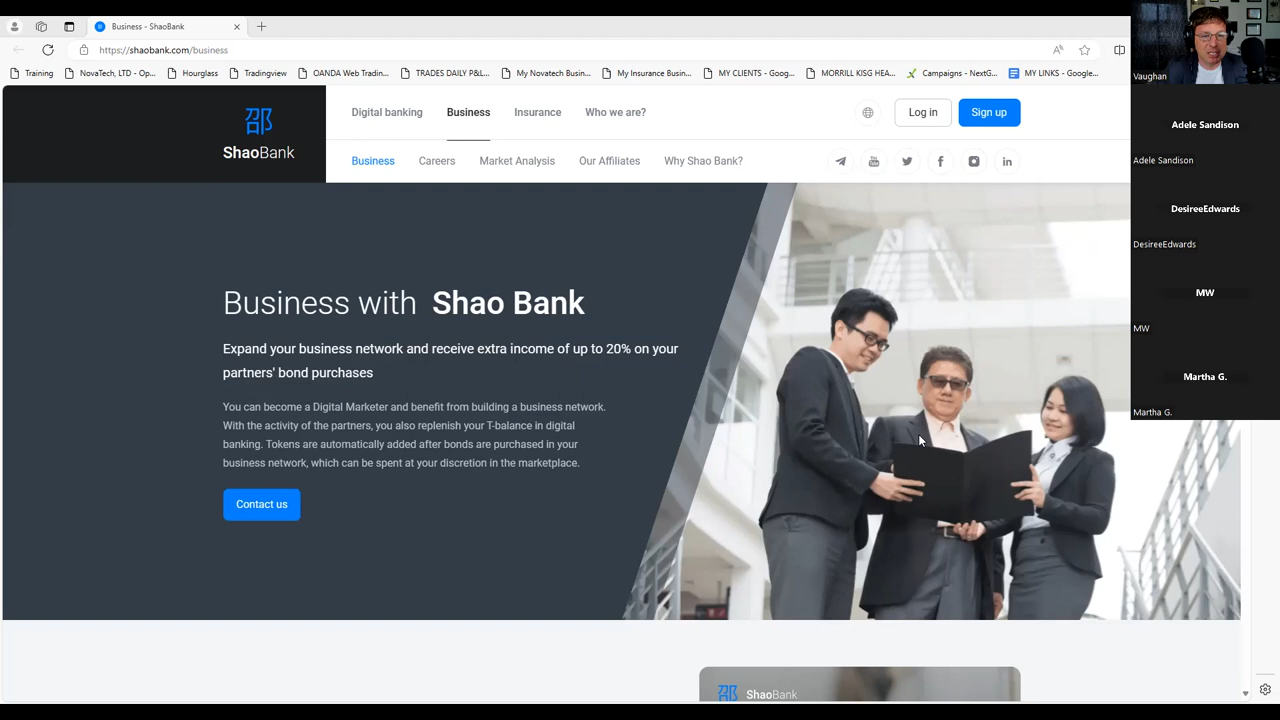 Business - ShaoBank
https://shaobank.com/business
Training
NovaTech, LTD - Op...
Hourglass
Tradingview
OANDA Web Tradin...
TRADES DAILY P&L...
My Novatech Busin...
My Insurance Busin...
MY CLIENTS - Goog...
MORRILL KISG HEA...
Campaigns - NextG...
MY LINKS - Google...
邵
ShaoBank
Digital banking
Business
Insurance
Who we are?
Log in
Sign up
Business
Careers
Market Analysis
Our Affiliates
Why Shao Bank?
Business with Shao Bank
Expand your business network and receive extra income of up to 20% on your
partners' bond purchases
You can become a Digital Marketer and benefit from building a business network.
With the activity of the partners, you also replenish your T-balance in digital
banking. Tokens are automatically added after bonds are purchased in your
business network, which can be spent at your discretion in the marketplace.
Contact us
邵 ShaoBank
Vaughan
Adele Sandison
Adele Sandison
DesireeEdwards
DesireeEdwards
MW
MW
Martha G.
Martha G.